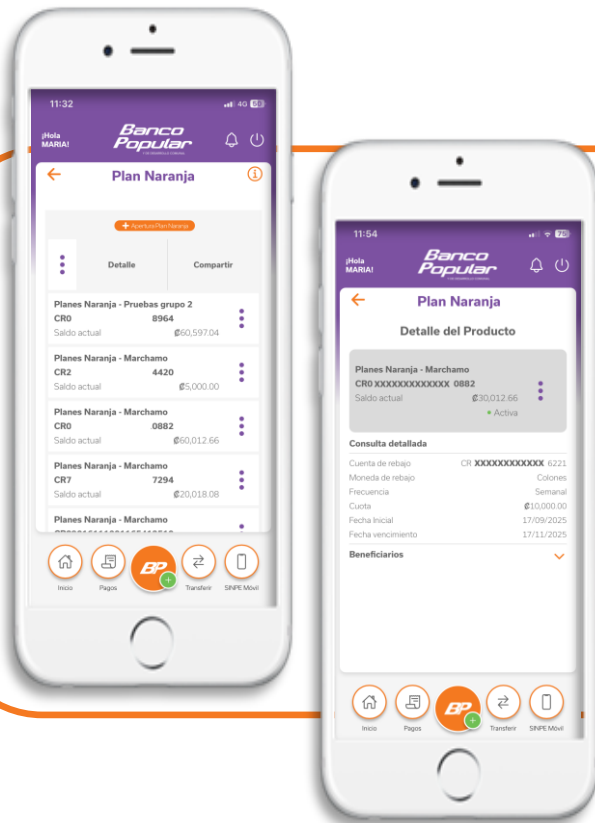 11:32
4G
¡Hola
MARIA!
Banco
Popular
Plan Naranja
+ Apertura Plan Naranja
Detalle
Compartir
Planes Naranja - Pruebas grupo 2
CR0 8964
Saldo actual ₡60,597.04
Planes Naranja - Marchamo
CR2 4420
Saldo actual ₡5,000.00
Planes Naranja - Marchamo
CR0 .0882
Saldo actual ₡60,012.66
Planes Naranja - Marchamo
CR7 7294
Saldo actual ₡20,018.08
Planes Naranja - Marchamo
Inicio
Pagos
BP
Transferir
SINPE Móvil
11:54
¡Hola
MARIA!
Banco
Popular
Plan Naranja
Detalle del Producto
Planes Naranja - Marchamo
CR0 XXXXXXXXXXXXX 0882
Saldo actual ₡30,012.66
Activa
Consulta detallada
Cuenta de rebajo CR XXXXXXXXXXXX 6221
Moneda de rebajo Colones
Frecuencia Semanal
Cuota ₡10,000.00
Fecha Inicial 17/09/2025
Fecha vencimiento 17/11/2025
Beneficiarios
Inicio
Pagos
BP
Transferir
SINPE Móvil